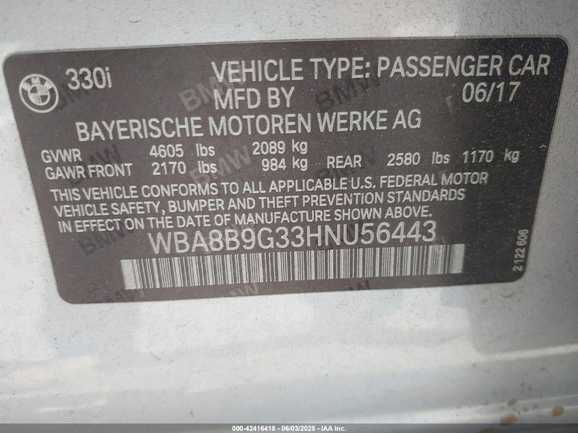 330i VEHICLE TYPE: PASSENGER CAR
MFD BY 06/17
BAYERISCHE MOTOREN WERKE AG
GVWR 4605 lbs 2089 kg
GAWR FRONT 2170 lbs 984 kg REAR 2580 lbs 1170 kg
THIS VEHICLE CONFORMS TO ALL APPLICABLE U.S. FEDERAL MOTOR
VEHICLE SAFETY, BUMPER AND THEFT PREVENTION STANDARDS
IN EFFECT ON THE DATE OF MANUFACTURE SHOWN ABOVE.
WBA8B9G33HNU56443
2 122 606
000-42416418 - 06/03/2025 - IAA Inc.